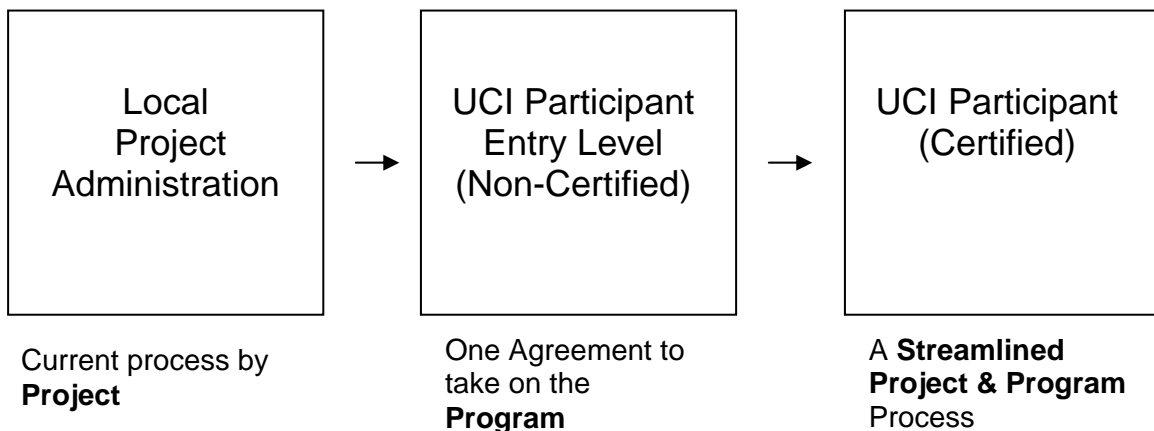 Local
Project
Administration
UCI Participant
Entry Level
(Non-Certified)
UCI Participant
(Certified)
Current process by
Project
One Agreement to
take on the
Program
A Streamlined
Project & Program
Process